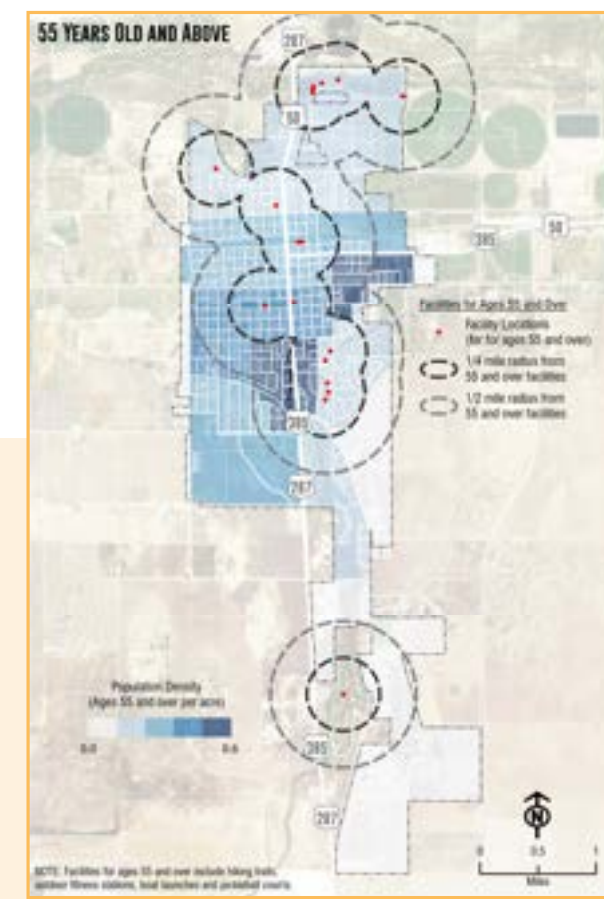 55 Years Old and Above
287
50
385
50
Facilities for Ages 55 and Over
Facility Locations
(for for ages 55 and over)
1/4 mile radius from
55 and over facilities
1/2 mile radius from
55 and over facilities
385
287
Population Density
(Ages 55 and over per acre)
0.0
0.6
385
287
N
0
0.5
1
Miles
NOTE: Facilities for ages 55 and over include hiking trails,
outdoor fitness stations, boat launches and pickleball courts.